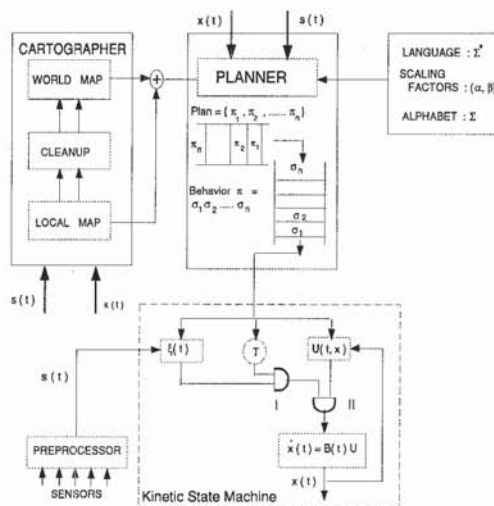 x(t) s(t)
CARTOGRAPHER
WORLD MAP
CLEANUP
LOCAL MAP
s(t) x(t)
+
PLANNER
Plan = { π₁ , π₂ , ..... πₙ}
πₙ π₂ π₁
Behavior π =
σ₁σ₂ .... σₙ
σₙ
σ₂
σ₁
LANGUAGE : Σ*
SCALING
FACTORS : (α, β)
ALPHABET : Σ
ξ(t)
T
U(t,x)
I
II
ẋ(t) = B(t) U
x(t)
s(t)
PREPROCESSOR
SENSORS
Kinetic State Machine